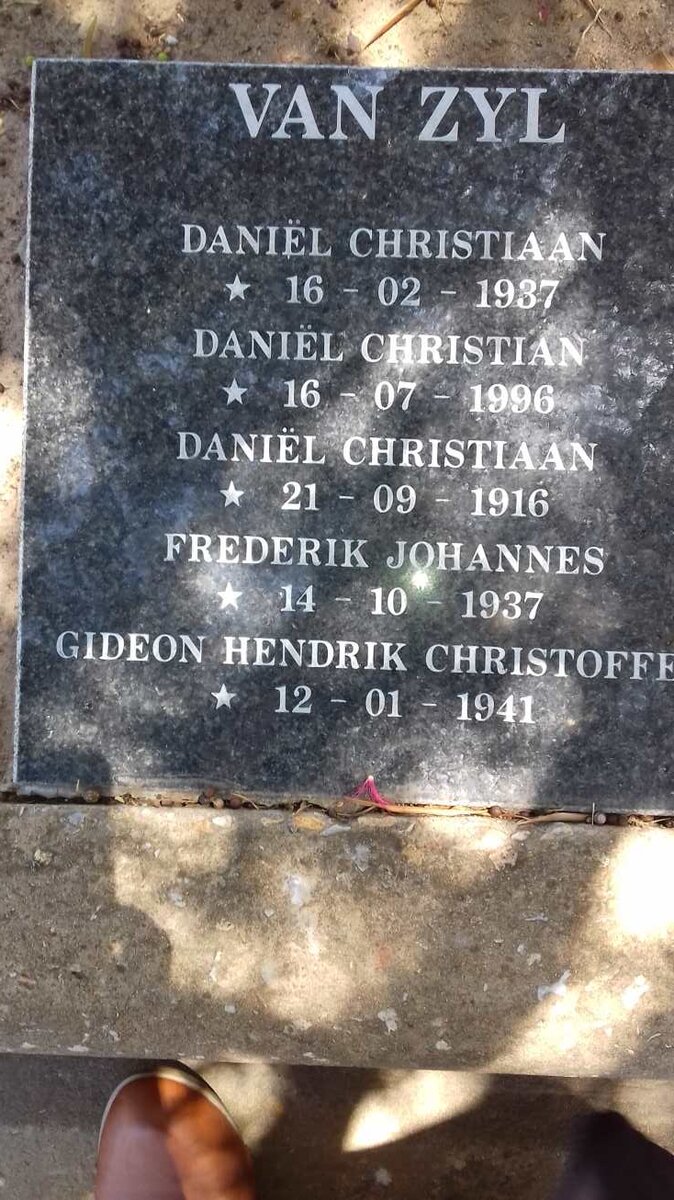 VAN ZYL
DANIËL CHRISTIAAN
★ 16 - 02 - 1937
DANIËL CHRISTIAN
★ 16 - 07 - 1996
DANIËL CHRISTIAAN
★ 21 - 09 - 1916
FREDERIK JOHANNES
★ 14 - 10 - 1937
GIDEON HENDRIK CHRISTOFFE
★ 12 - 01 - 1941